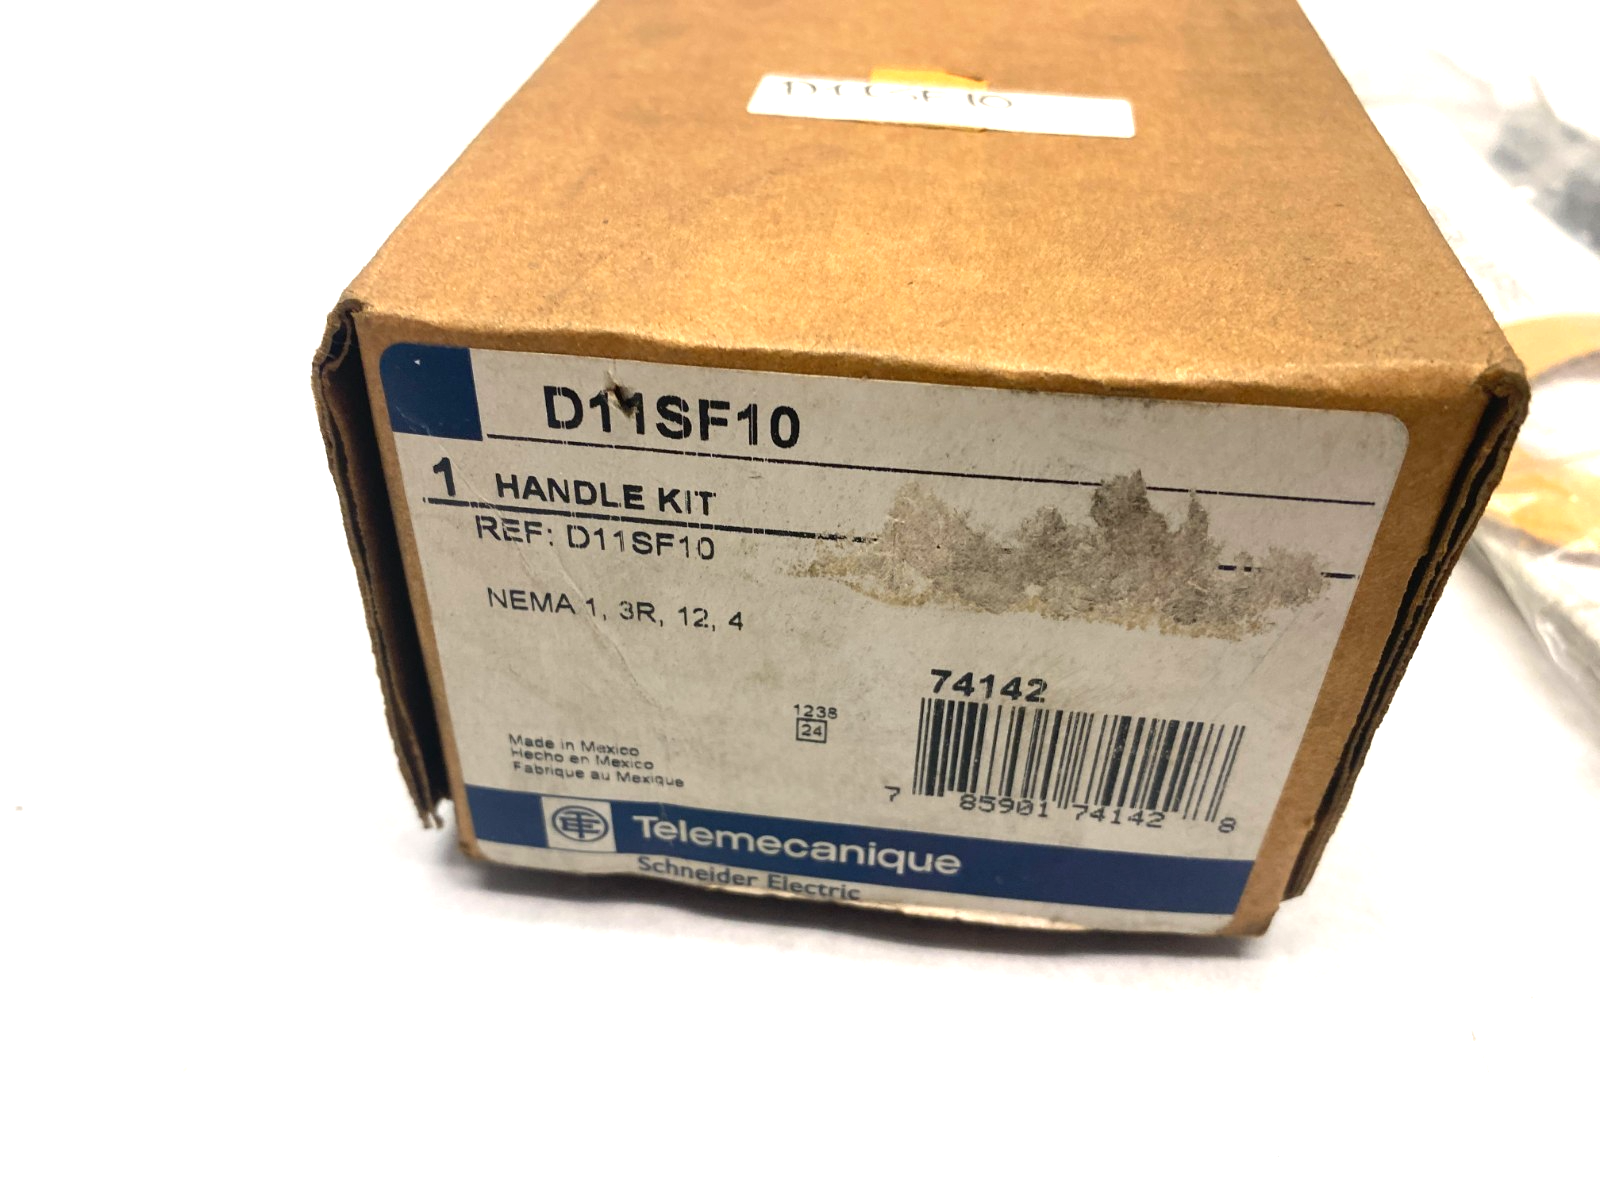 D11SF10
1 HANDLE KIT
REF: D11SF10
NEMA 1, 3R, 12, 4
74142
1238
24
7 85901 74142 8
Made in Mexico
Hecho en Mexico
Fabrique au Mexique
TE Telemecanique
Schneider Electric